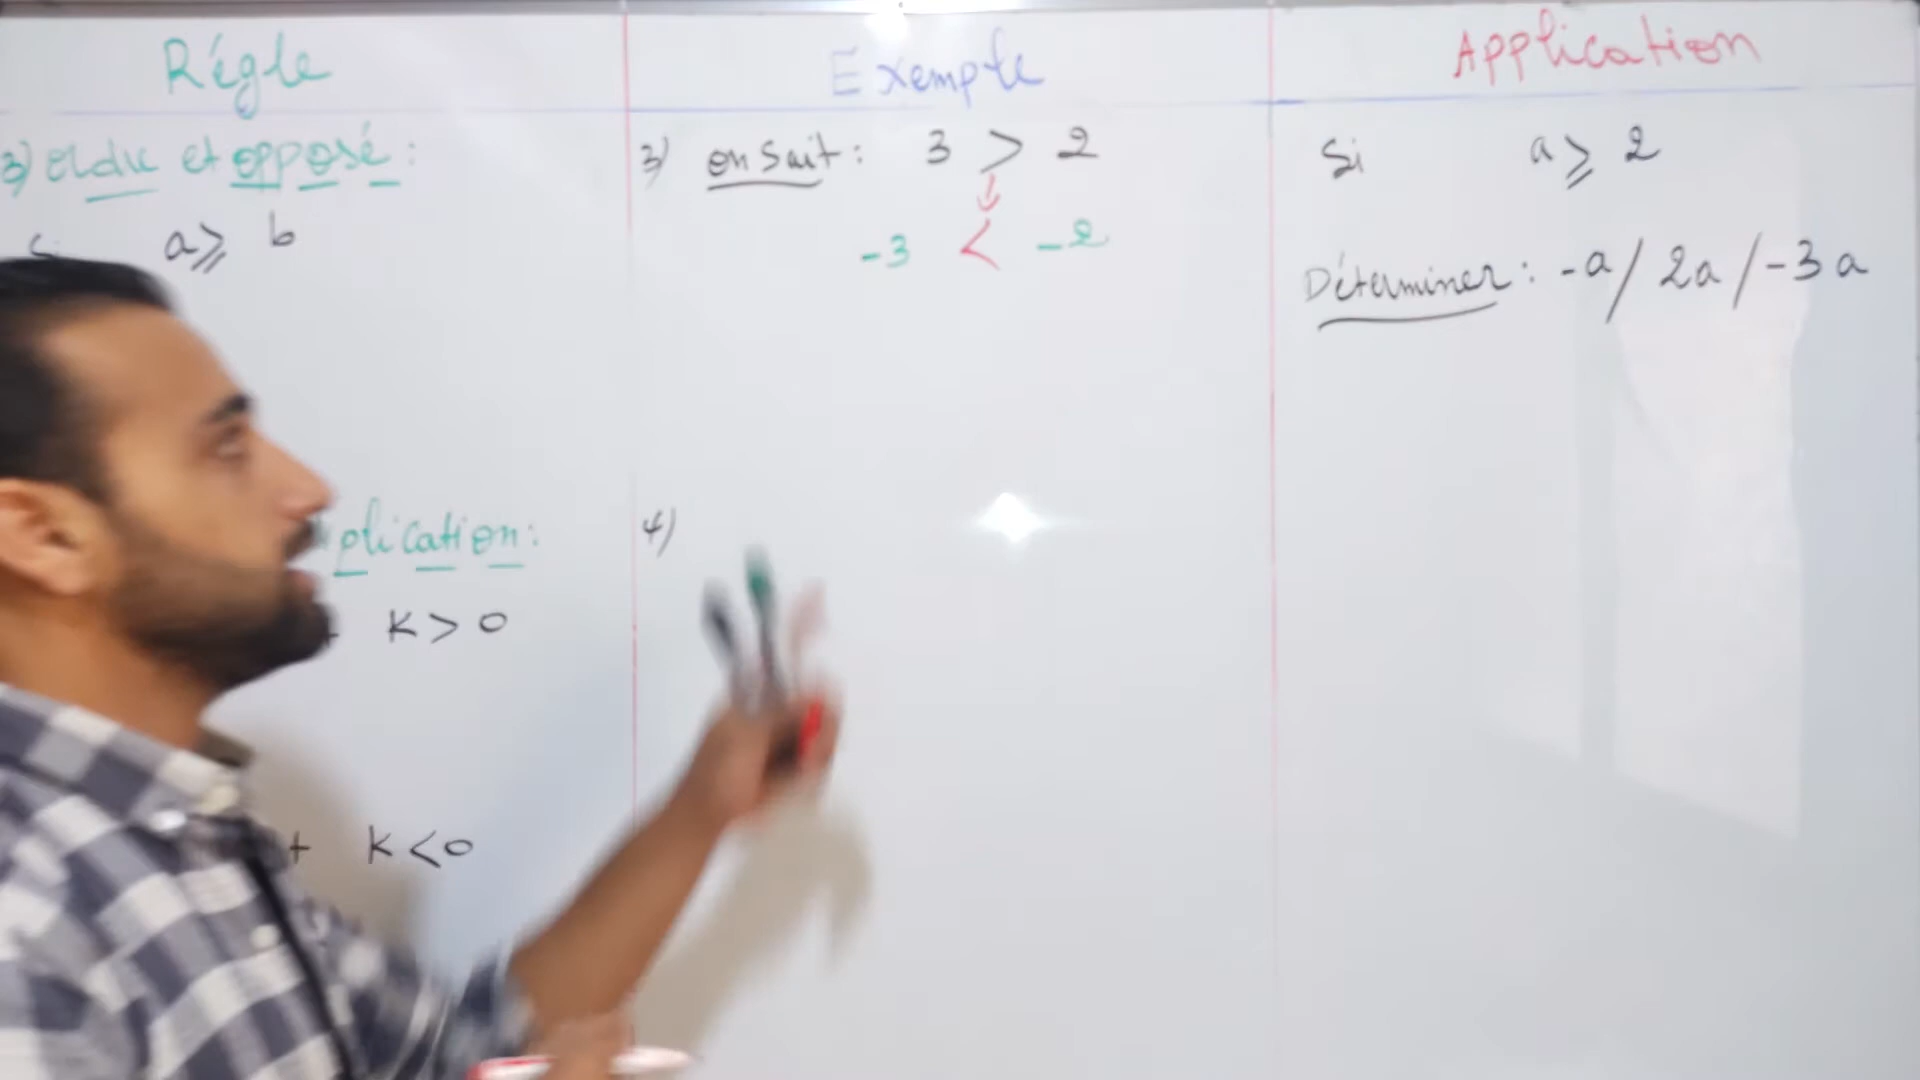 Régle
Exemple
Application
3) ordre et opposé :
a ≥ b
plication :
K > 0
+ K < 0
3) on sait : 3 > 2
↓
-3 < -2
4)
Si a ≥ 2
Déterminer : -a / 2a / -3a